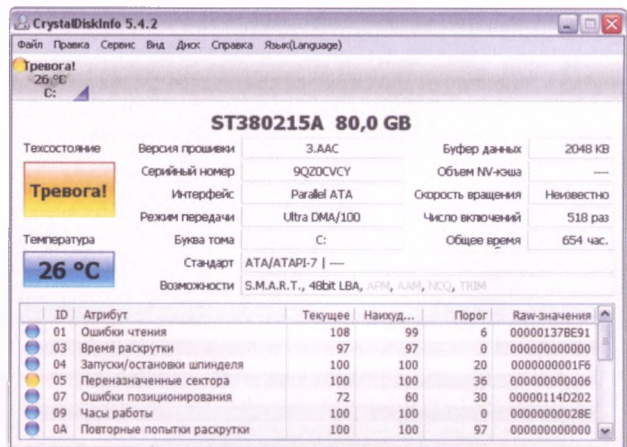 CrystalDiskInfo 5.4.2
Файл Правка Сервис Вид Диск Справка Язык(Language)
Тревога!
26 °C
C:
ST380215A 80,0 GB
Техсостояние Версия прошивки 3.AAC Буфер данных 2048 KB
Тревога! Серийный номер 9QZ0CVCY Объем NV-кэша ----
Интерфейс Parallel ATA Скорость вращения Неизвестно
Режим передачи Ultra DMA/100 Число включений 518 раз
Температура Буква тома C: Общее время 654 час.
26 °C Стандарт ATA/ATAPI-7 | ----
Возможности S.M.A.R.T., 48bit LBA, APM, AAM, NCQ, TRIM
ID Атрибут Текущее Наихуд... Порог Raw-значения
01 Ошибки чтения 108 99 6 00000137BE91
03 Время раскрутки 97 97 0 000000000000
04 Запуски/остановки шпинделя 100 100 20 0000000001F6
05 Переназначенные сектора 100 100 36 000000000006
07 Ошибки позиционирования 72 60 30 00000114D202
09 Часы работы 100 100 0 00000000028E
0A Повторные попытки раскрутки 100 100 97 000000000000